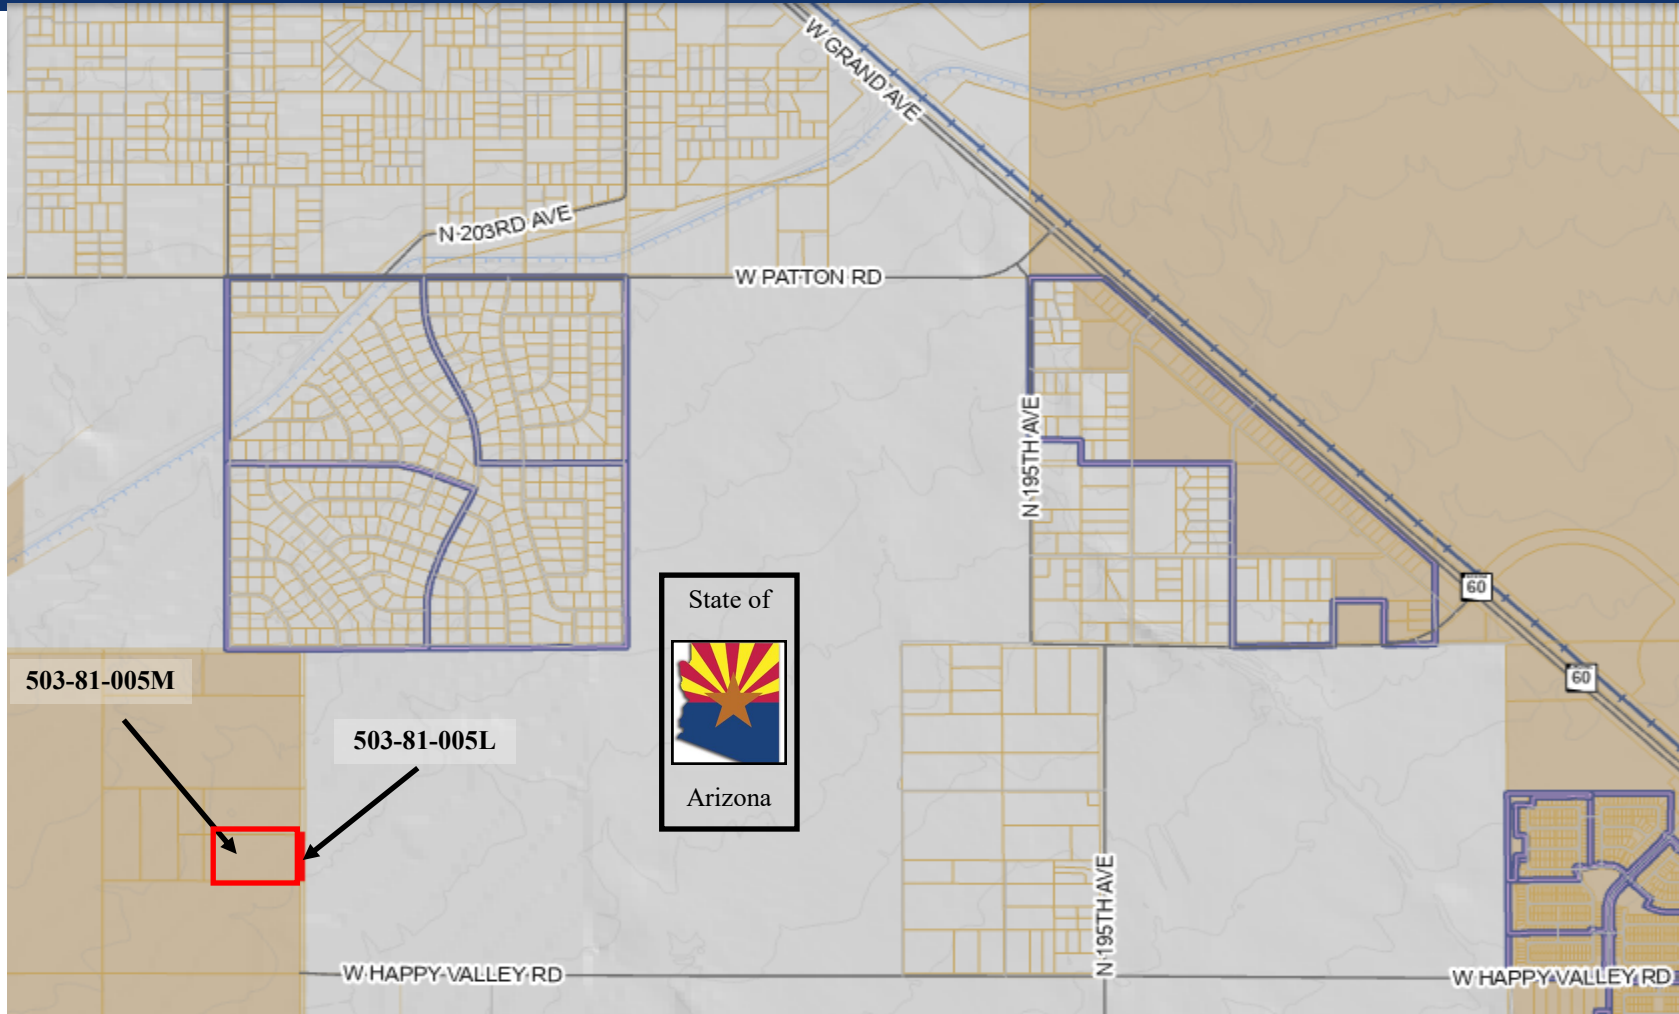 W GRAND AVE
N 203RD AVE
W PATTON RD
N 195TH AVE
60
State of
60
503-81-005M
503-81-005L
Arizona
N 195TH AVE
W HAPPY VALLEY RD
W HAPPY VALLEY RD